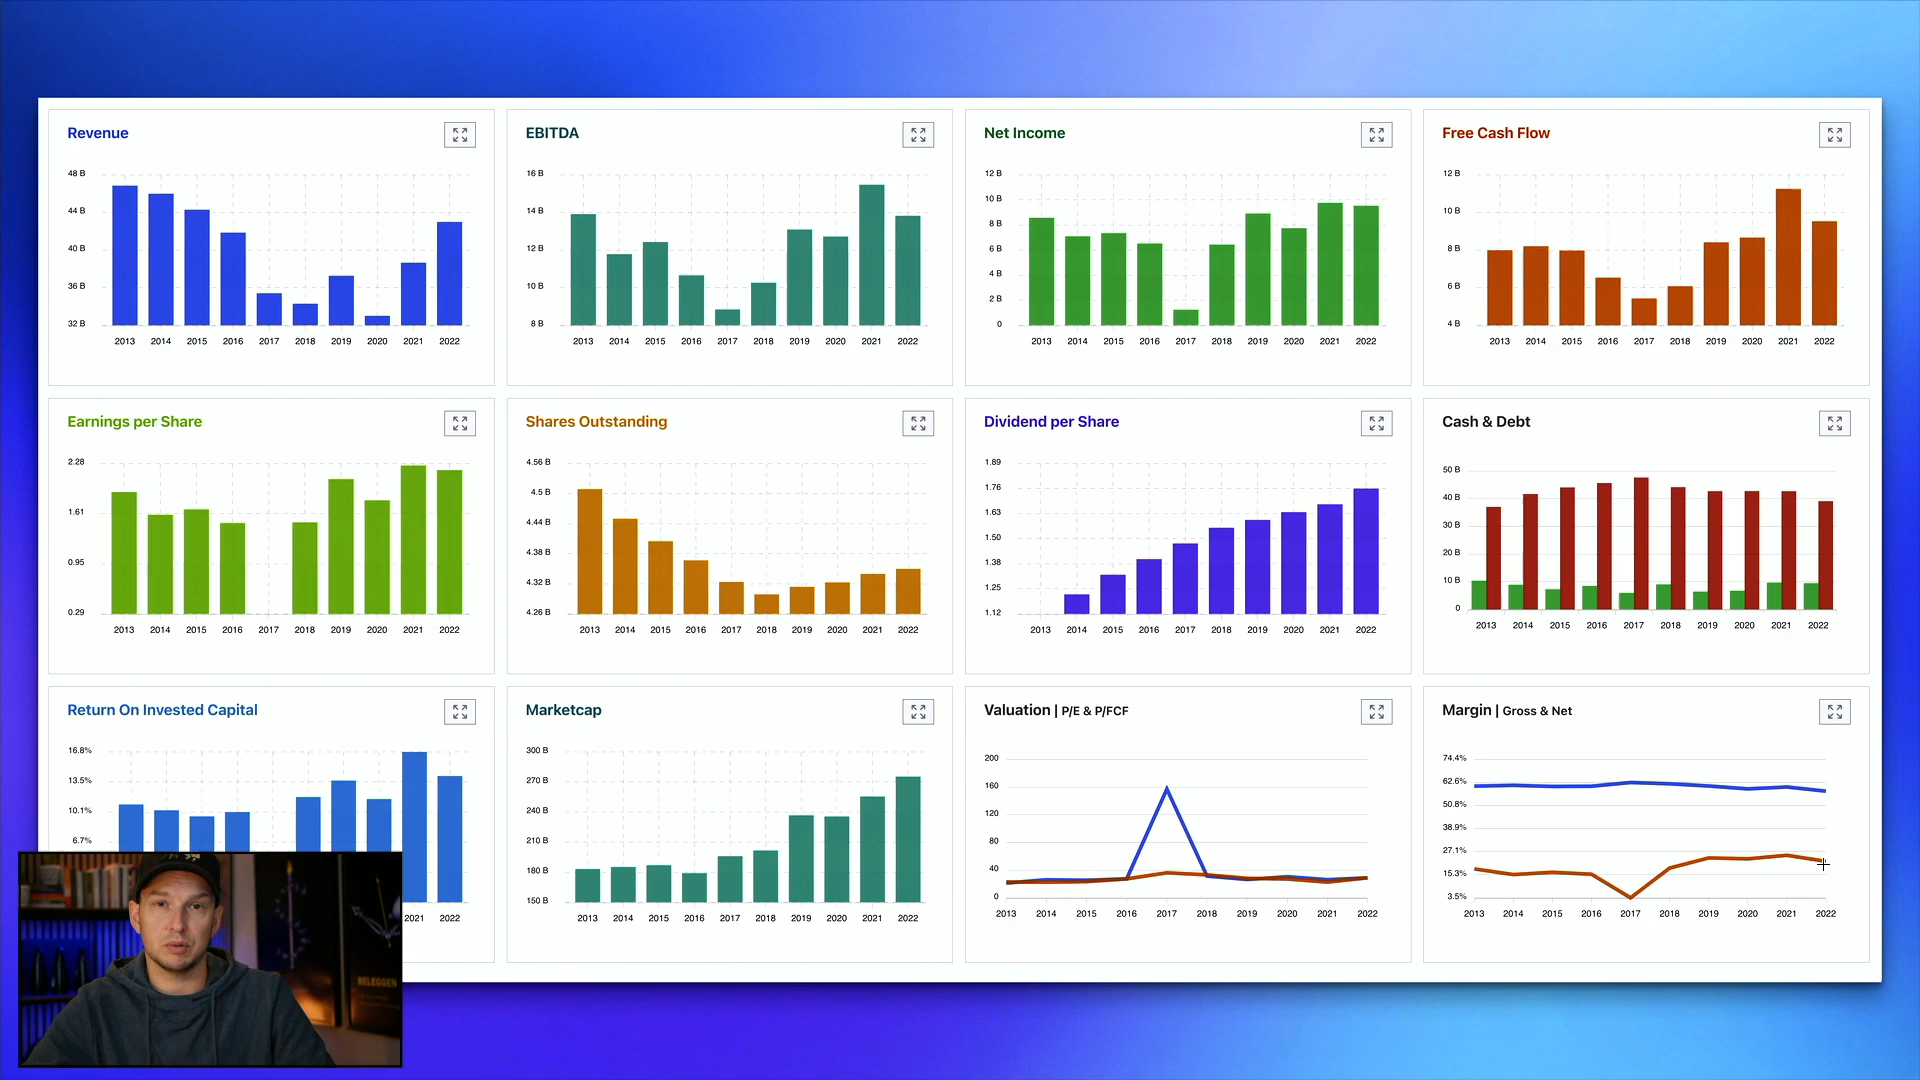 Revenue
48 B
44 B
40 B
36 B
32 B
2013 2014 2015 2016 2017 2018 2019 2020 2021 2022
EBITDA
16 B
14 B
12 B
10 B
8 B
2013 2014 2015 2016 2017 2018 2019 2020 2021 2022
Net Income
12 B
10 B
8 B
6 B
4 B
2 B
0
2013 2014 2015 2016 2017 2018 2019 2020 2021 2022
Free Cash Flow
12 B
10 B
8 B
6 B
4 B
2013 2014 2015 2016 2017 2018 2019 2020 2021 2022
Earnings per Share
2.28
1.61
0.95
0.29
2013 2014 2015 2016 2017 2018 2019 2020 2021 2022
Shares Outstanding
4.56 B
4.5 B
4.44 B
4.38 B
4.32 B
4.26 B
2013 2014 2015 2016 2017 2018 2019 2020 2021 2022
Dividend per Share
1.89
1.76
1.63
1.50
1.38
1.25
1.12
2013 2014 2015 2016 2017 2018 2019 2020 2021 2022
Cash & Debt
50 B
40 B
30 B
20 B
10 B
0
2013 2014 2015 2016 2017 2018 2019 2020 2021 2022
Return On Invested Capital
16.8%
13.5%
10.1%
6.7%
2021 2022
Marketcap
300 B
270 B
240 B
210 B
180 B
150 B
2013 2014 2015 2016 2017 2018 2019 2020 2021 2022
Valuation | P/E & P/FCF
200
160
120
80
40
0
2013 2014 2015 2016 2017 2018 2019 2020 2021 2022
Margin | Gross & Net
74.4%
62.6%
50.8%
38.9%
27.1%
15.3%
3.5%
2013 2014 2015 2016 2017 2018 2019 2020 2021 2022
BELEGGEN